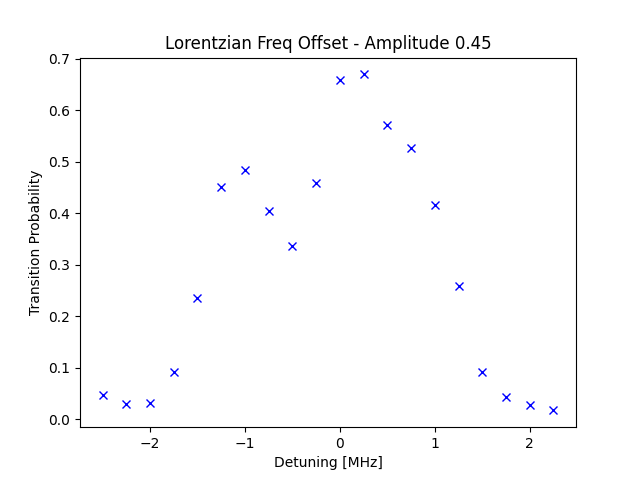 Lorentzian Freq Offset - Amplitude 0.45
Transition Probability
0.7
0.6
0.5
0.4
0.3
0.2
0.1
0.0
−2 −1 0 1 2
Detuning [MHz]